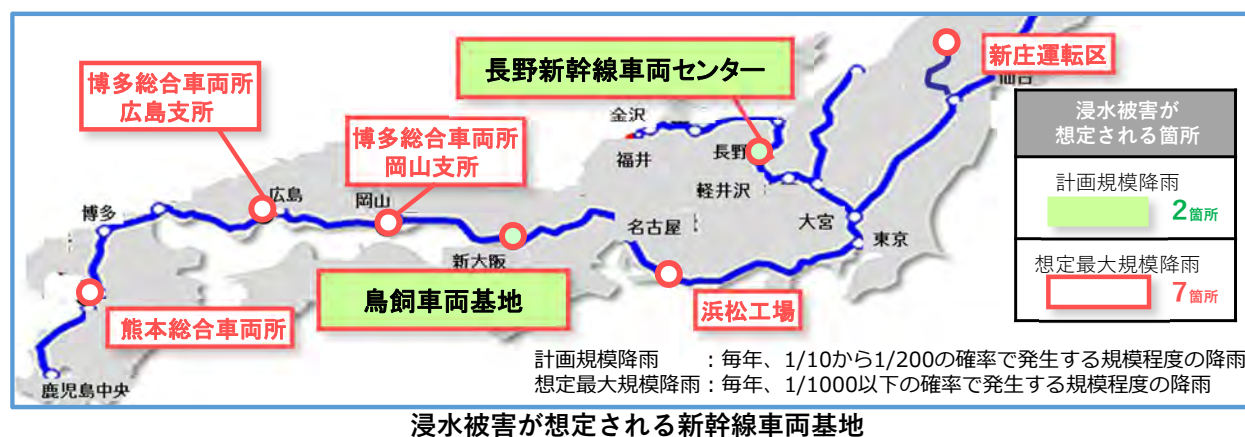 新庄運転区
仙台
長野新幹線車両センター
博多総合車両所
広島支所
博多総合車両所
岡山支所
浸水被害が
想定される箇所
計画規模降雨
2箇所
想定最大規模降雨
7箇所
金沢
福井
長野
軽井沢
大宮
東京
名古屋
新大阪
岡山
広島
博多
鳥飼車両基地
浜松工場
熊本総合車両所
鹿児島中央
計画規模降雨　　:毎年、1/10から1/200の確率で発生する規模程度の降雨
想定最大規模降雨:毎年、1/1000以下の確率で発生する規模程度の降雨
浸水被害が想定される新幹線車両基地